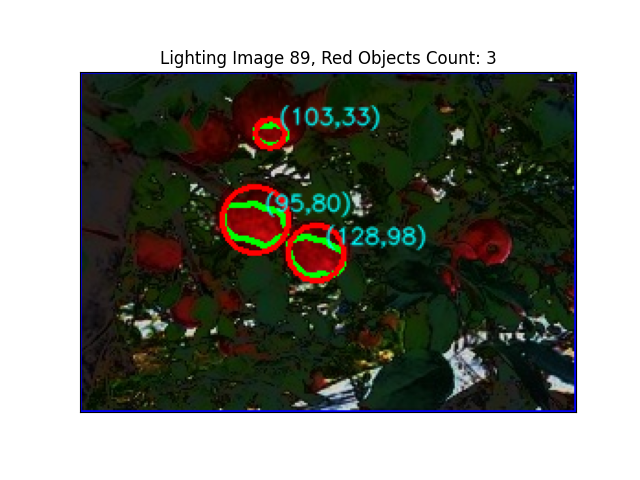 Lighting Image 89, Red Objects Count: 3
(103,33)
(95,80)
(128,98)